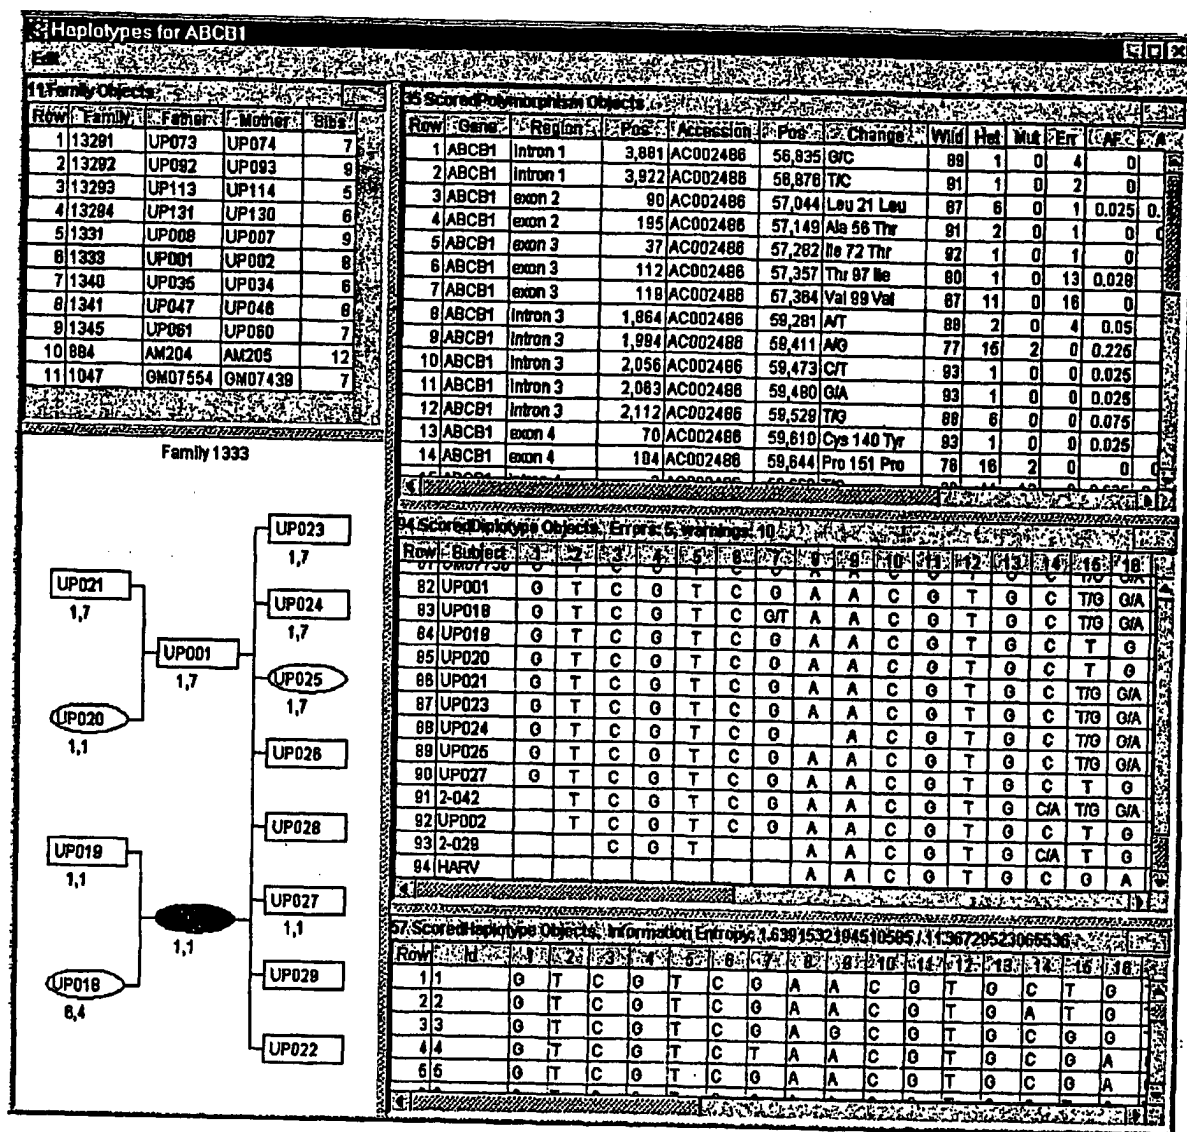 Haplotypes for ABCB1
Edit
11 Family Objects
Row Family Father Mother Sibs
1 13291 UP073 UP074 7
2 13292 UP092 UP093 9
3 13293 UP113 UP114 5
4 13294 UP131 UP130 6
5 1331 UP008 UP007 9
6 1333 UP001 UP002 8
7 1340 UP035 UP034 6
8 1341 UP047 UP046 8
9 1345 UP061 UP060 7
10 884 AM204 AM205 12
11 1047 GM07554 GM07439 7
35 ScoredPolymorphism Objects
Row Gene Region Pos Accession Pos Change Wild Het Mut Err AF A
1 ABCB1 Intron 1 3,881 AC002486 56,835 G/C 89 1 0 4 0
2 ABCB1 Intron 1 3,922 AC002486 56,876 T/C 91 1 0 2 0
3 ABCB1 exon 2 90 AC002486 57,044 Leu 21 Leu 87 6 0 1 0.025 0.
4 ABCB1 exon 2 195 AC002486 57,149 Ala 56 Thr 91 2 0 1 0
5 ABCB1 exon 3 37 AC002486 57,282 Ile 72 Thr 92 1 0 1 0
6 ABCB1 exon 3 112 AC002486 57,357 Thr 97 Ile 80 1 0 13 0.028
7 ABCB1 exon 3 119 AC002486 57,364 Val 99 Val 67 11 0 16 0
8 ABCB1 Intron 3 1,864 AC002486 59,281 A/T 88 2 0 4 0.05
9 ABCB1 Intron 3 1,994 AC002486 59,411 A/G 77 15 2 0 0.225
10 ABCB1 Intron 3 2,056 AC002486 59,473 C/T 93 1 0 0 0.025
11 ABCB1 Intron 3 2,063 AC002486 59,480 G/A 93 1 0 0 0.025
12 ABCB1 Intron 3 2,112 AC002486 59,529 T/G 88 6 0 0 0.075
13 ABCB1 exon 4 70 AC002486 59,610 Cys 140 Tyr 93 1 0 0 0.025
14 ABCB1 exon 4 104 AC002486 59,644 Pro 151 Pro 76 16 2 0 0
Family 1333
UP023
1,7
UP021
1,7
UP024
1,7
UP001
1,7
UP025
1,7
UP020
1,1
UP026
UP028
UP019
1,1
UP027
1,1
1,1
UP018
6,4
UP029
UP022
94 ScoredDiplotype Objects, Errors: 5, warnings: 10
Row Subject 1 2 3 4 5 6 7 8 9 10 11 12 13 14 15 16
82 UP001 G T C G T C G A A C G T G C T/G G/A
83 UP018 G T C G T C G/T A A C G T G C T/G G/A
84 UP019 G T C G T C G A A C G T G C T G
85 UP020 G T C G T C G A A C G T G C T G
86 UP021 G T C G T C G A A C G T G C T/G G/A
87 UP023 G T C G T C G A A C G T G C T/G G/A
88 UP024 G T C G T C G A C G T G C T/G G/A
89 UP025 G T C G T C G A A C G T G C T/G G/A
90 UP027 G T C G T C G A A C G T G C T G
91 2-042 T C G T C G A A C G T G C/A T/G G/A
92 UP002 T C G T C G A A C G T G C T G
93 2-029 C G T A A C G T G C/A T G
94 HARV A A C G T G C G A
57 ScoredHaplotype Objects, Information Entropy: 1.6391532194510585 / 11.36729523065536
Row Id 1 2 3 4 5 6 7 8 9 10 11 12 13 14 15 16
1 1 G T C G T C G A A C G T G C T G
2 2 G T C G T C G A A C G T G A T G
3 3 G T C G T C G A G C G T G C G G
4 4 G T C G T C T A A C G T G C G A
5 5 G T C G T C G A A C G T G C G A